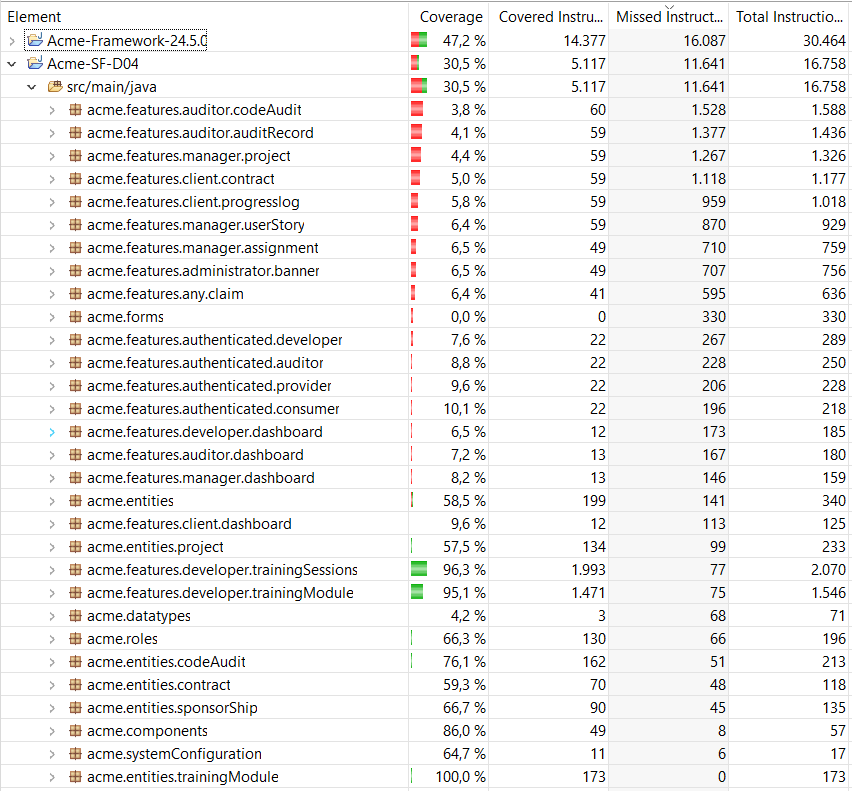 Element Coverage Covered Instru... Missed Instruct... Total Instructio...
Acme-Framework-24.5.0 47,2 % 14.377 16.087 30.464
Acme-SF-D04 30,5 % 5.117 11.641 16.758
src/main/java 30,5 % 5.117 11.641 16.758
acme.features.auditor.codeAudit 3,8 % 60 1.528 1.588
acme.features.auditor.auditRecord 4,1 % 59 1.377 1.436
acme.features.manager.project 4,4 % 59 1.267 1.326
acme.features.client.contract 5,0 % 59 1.118 1.177
acme.features.client.progresslog 5,8 % 59 959 1.018
acme.features.manager.userStory 6,4 % 59 870 929
acme.features.manager.assignment 6,5 % 49 710 759
acme.features.administrator.banner 6,5 % 49 707 756
acme.features.any.claim 6,4 % 41 595 636
acme.forms 0,0 % 0 330 330
acme.features.authenticated.developer 7,6 % 22 267 289
acme.features.authenticated.auditor 8,8 % 22 228 250
acme.features.authenticated.provider 9,6 % 22 206 228
acme.features.authenticated.consumer 10,1 % 22 196 218
acme.features.developer.dashboard 6,5 % 12 173 185
acme.features.auditor.dashboard 7,2 % 13 167 180
acme.features.manager.dashboard 8,2 % 13 146 159
acme.entities 58,5 % 199 141 340
acme.features.client.dashboard 9,6 % 12 113 125
acme.entities.project 57,5 % 134 99 233
acme.features.developer.trainingSessions 96,3 % 1.993 77 2.070
acme.features.developer.trainingModule 95,1 % 1.471 75 1.546
acme.datatypes 4,2 % 3 68 71
acme.roles 66,3 % 130 66 196
acme.entities.codeAudit 76,1 % 162 51 213
acme.entities.contract 59,3 % 70 48 118
acme.entities.sponsorShip 66,7 % 90 45 135
acme.components 86,0 % 49 8 57
acme.systemConfiguration 64,7 % 11 6 17
acme.entities.trainingModule 100,0 % 173 0 173